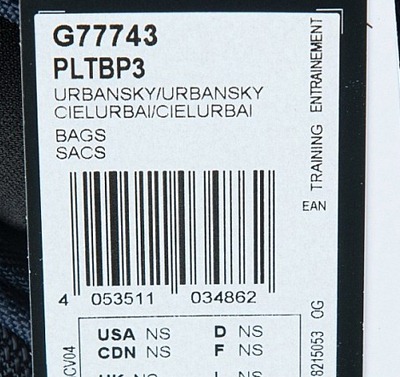 G77743
PLTBP3
URBANSKY/URBANSKY
CIELURBAI/CIELURBAI
BAGS
SACS
TRAINING ENTRAINEMENT
EAN
4 053511 034862
USA NS D NS
CDN NS F NS
CV04
8215053 OG